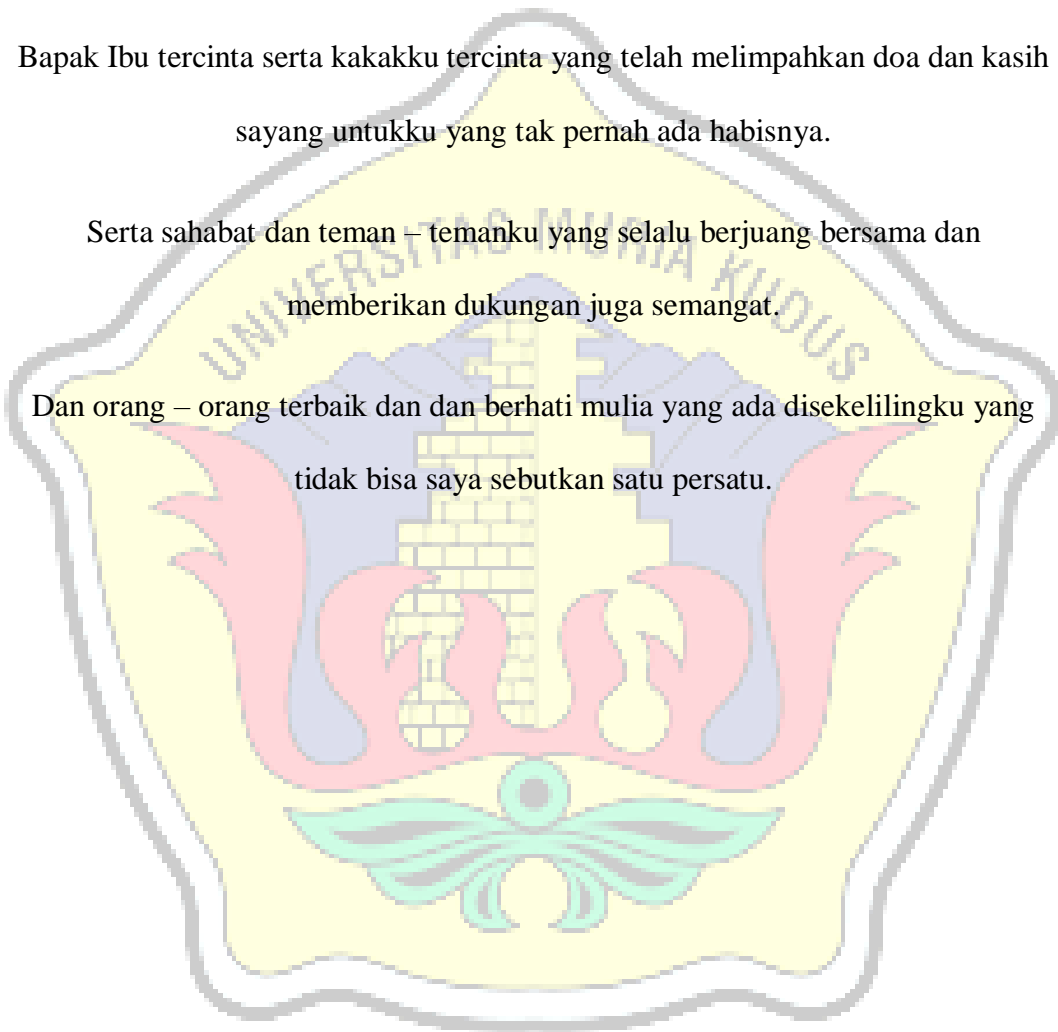 Bapak Ibu tercinta serta kakakku tercinta yang telah melimpahkan doa dan kasih
sayang untukku yang tak pernah ada habisnya.
UNIVERSITAS MURIA KUDUS
Serta sahabat dan teman – temanku yang selalu berjuang bersama dan
memberikan dukungan juga semangat.
Dan orang – orang terbaik dan dan berhati mulia yang ada disekelilingku yang
tidak bisa saya sebutkan satu persatu.